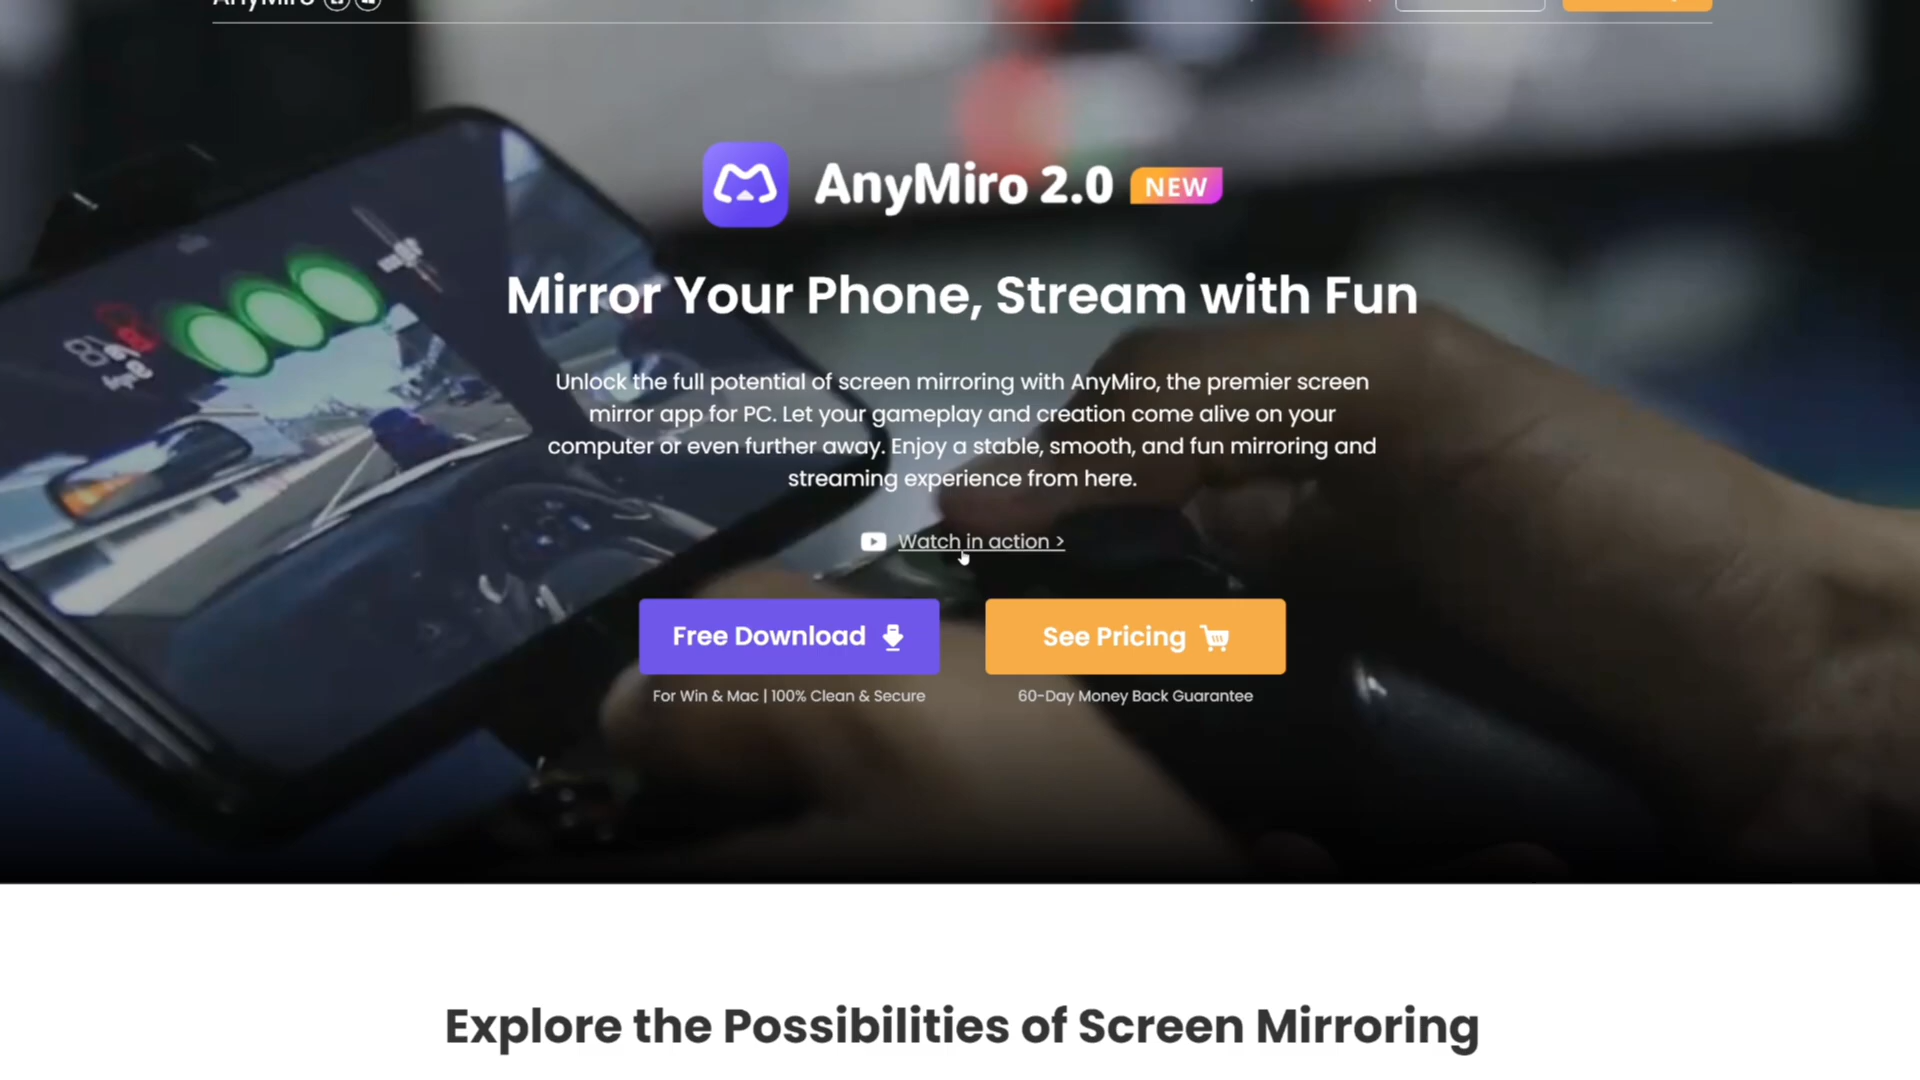 AnyMiro
AnyMiro 2.0 NEW
Mirror Your Phone, Stream with Fun
Unlock the full potential of screen mirroring with AnyMiro, the premier screen
mirror app for PC. Let your gameplay and creation come alive on your
computer or even further away. Enjoy a stable, smooth, and fun mirroring and
streaming experience from here.
Watch in action >
Free Download See Pricing
For Win & Mac | 100% Clean & Secure 60-Day Money Back Guarantee
Explore the Possibilities of Screen Mirroring